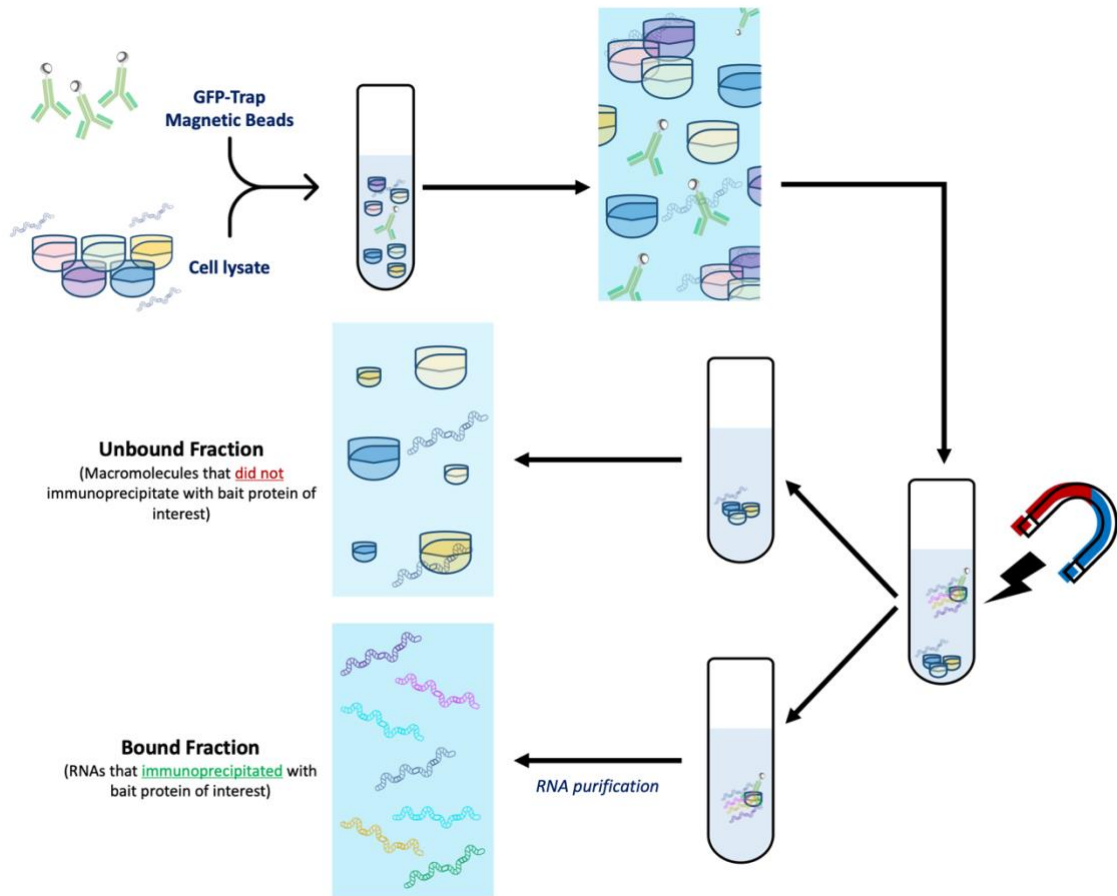 GFP-Trap
Magnetic Beads
Cell lysate
Unbound Fraction
(Macromolecules that did not
immunoprecipitate with bait protein of
interest)
Bound Fraction
(RNAs that immunoprecipitated with
bait protein of interest)
RNA purification